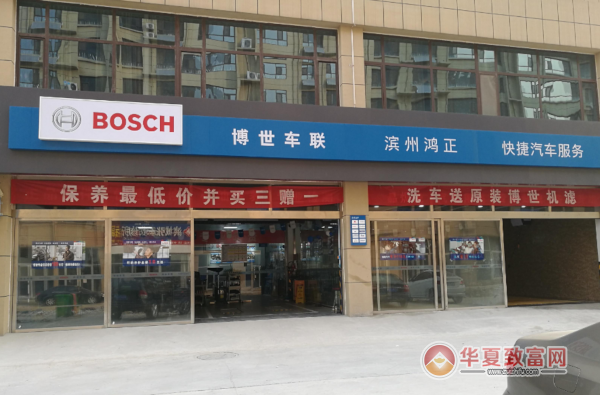 BOSCH
博世车联 滨州鸿正 快捷汽车服务
保养最低价并买三赠一
洗车送原装博世机滤
华夏致富网